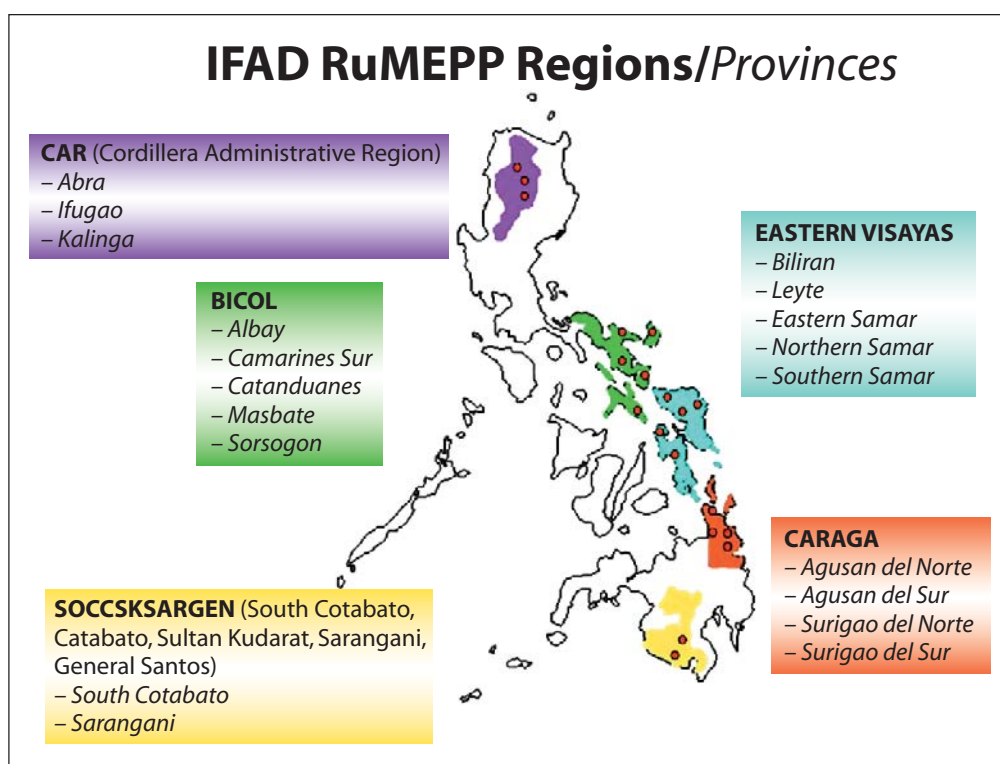 IFAD RuMEPP Regions/Provinces
CAR (Cordillera Administrative Region)
– Abra
– Ifugao
– Kalinga
EASTERN VISAYAS
– Biliran
– Leyte
– Eastern Samar
– Northern Samar
– Southern Samar
BICOL
– Albay
– Camarines Sur
– Catanduanes
– Masbate
– Sorsogon
CARAGA
– Agusan del Norte
– Agusan del Sur
– Surigao del Norte
– Surigao del Sur
SOCCSKSARGEN (South Cotabato,
Catabato, Sultan Kudarat, Sarangani,
General Santos)
– South Cotabato
– Sarangani